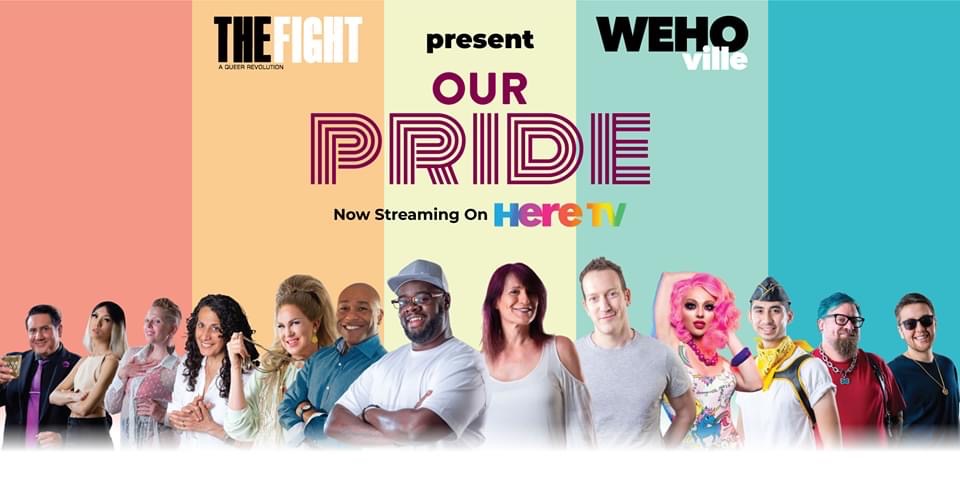 THE FIGHT
A QUEER REVOLUTION
present
WEHO
ville
OUR
PRIDE
Now Streaming On Here TV